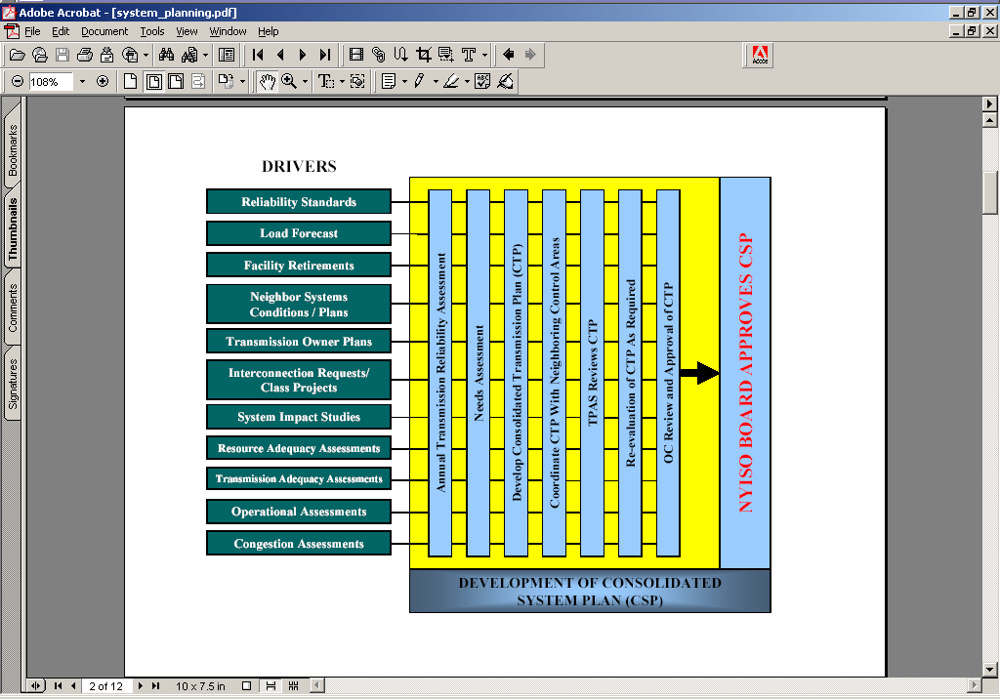 Adobe Acrobat - [system_planning.pdf]
File Edit Document Tools View Window Help
Adobe
108%
Bookmarks
Thumbnails
Comments
Signatures
DRIVERS
Reliability Standards
Load Forecast
Facility Retirements
Neighbor Systems
Conditions / Plans
Transmission Owner Plans
Interconnection Requests/
Class Projects
System Impact Studies
Resource Adequacy Assessments
Transmission Adequacy Assessments
Operational Assessments
Congestion Assessments
Annual Transmission Reliability Assessment
Needs Assessment
Develop Consolidated Transmission Plan (CTP)
Coordinate CTP With Neighboring Control Areas
TPAS Reviews CTP
Re-evaluation of CTP As Required
OC Review and Approval of CTP
NYISO BOARD APPROVES CSP
DEVELOPMENT OF CONSOLIDATED
SYSTEM PLAN (CSP)
2 of 12
10 x 7.5 in